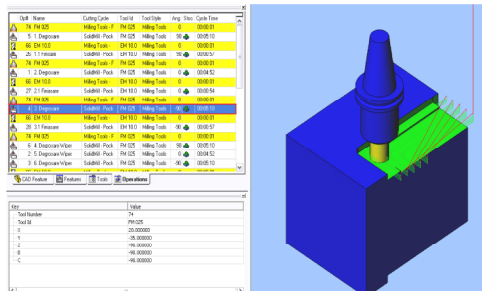 Op# Name Cutting Cycle Tool Id Tool Style Ang. Stos Cycle Time
74 FM 025 Milling Tools - F FM 025 Milling Tools 0 00:00:01
5 1. Degrosare SolidMill - Pock FM 025 Milling Tools 90 00:05:10
66 EM 10.0 Milling Tools - EM 10.0 Milling Tools 0 00:00:01
26 1.1 Finisare SolidMill - Pock EM 10.0 Milling Tools 90 00:00:57
74 FM 025 Milling Tools - F FM 025 Milling Tools 0 00:00:01
1 2. Degrosare SolidMill - Pock FM 025 Milling Tools 0 00:04:52
66 EM 10.0 Milling Tools - EM 10.0 Milling Tools 0 00:00:01
27 2.1 Finisare SolidMill - Pock EM 10.0 Milling Tools 0 00:00:54
74 FM 025 Milling Tools - F FM 025 Milling Tools 0 00:00:01
4 3. Degrosare SolidMill - Pock FM 025 Milling Tools -90 00:05:10
66 EM 10.0 Milling Tools - EM 10.0 Milling Tools 0 00:00:01
28 3.1 Finisare SolidMill - Pock EM 10.0 Milling Tools -90 00:00:57
74 FM 025 Milling Tools - F FM 025 Milling Tools 0 00:00:01
6 4. Degrosare Wiper SolidMill - Pock FM 025 Milling Tools 90 00:05:10
2 5. Degrosare Wiper SolidMill - Pock FM 025 Milling Tools 0 00:04:52
3 6. Degrosare Wiper SolidMill - Pock FM 025 Milling Tools -90 00:05:10
CAD Feature Features Tools Operations
Key Value
Tool Number 74
Tool Id FM 025
X 20.000000
Y -35.000000
Z -90.000000
B -90.000000
C -90.000000